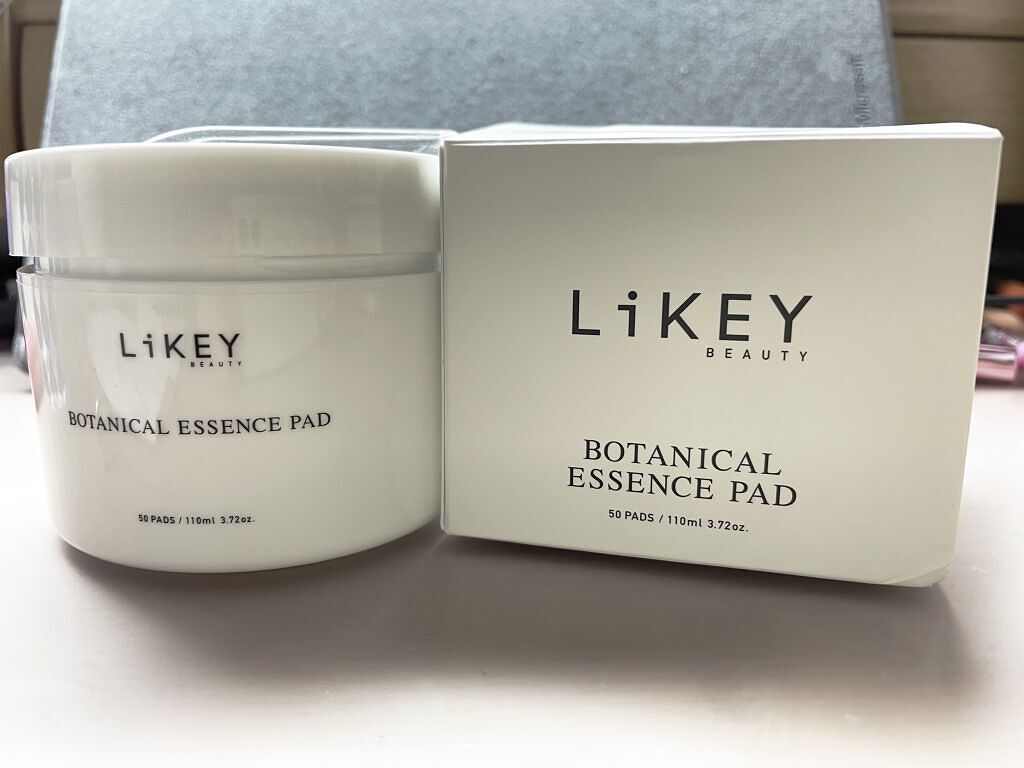 LiKEY
BEAUTY
BOTANICAL ESSENCE PAD
50 PADS / 110ml 3.72oz.
LiKEY
BEAUTY
BOTANICAL
ESSENCE PAD
50 PADS / 110ml 3.72oz.
Microsoft